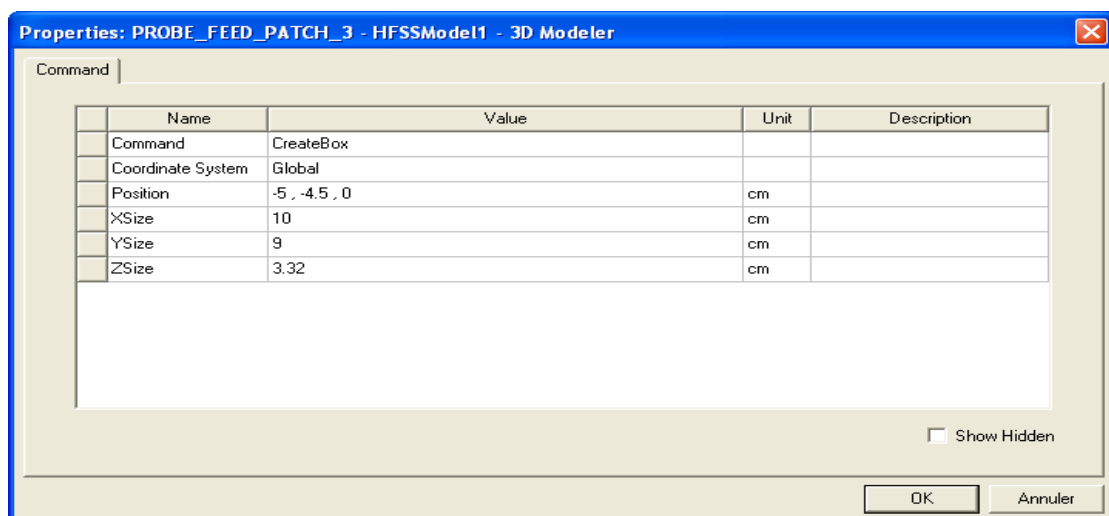 Properties: PROBE_FEED_PATCH_3 - HFSSModel1 - 3D Modeler
Command
Name Value Unit Description
Command CreateBox
Coordinate System Global
Position -5 , -4.5 , 0 cm
XSize 10 cm
YSize 9 cm
ZSize 3.32 cm
Show Hidden
OK Annuler